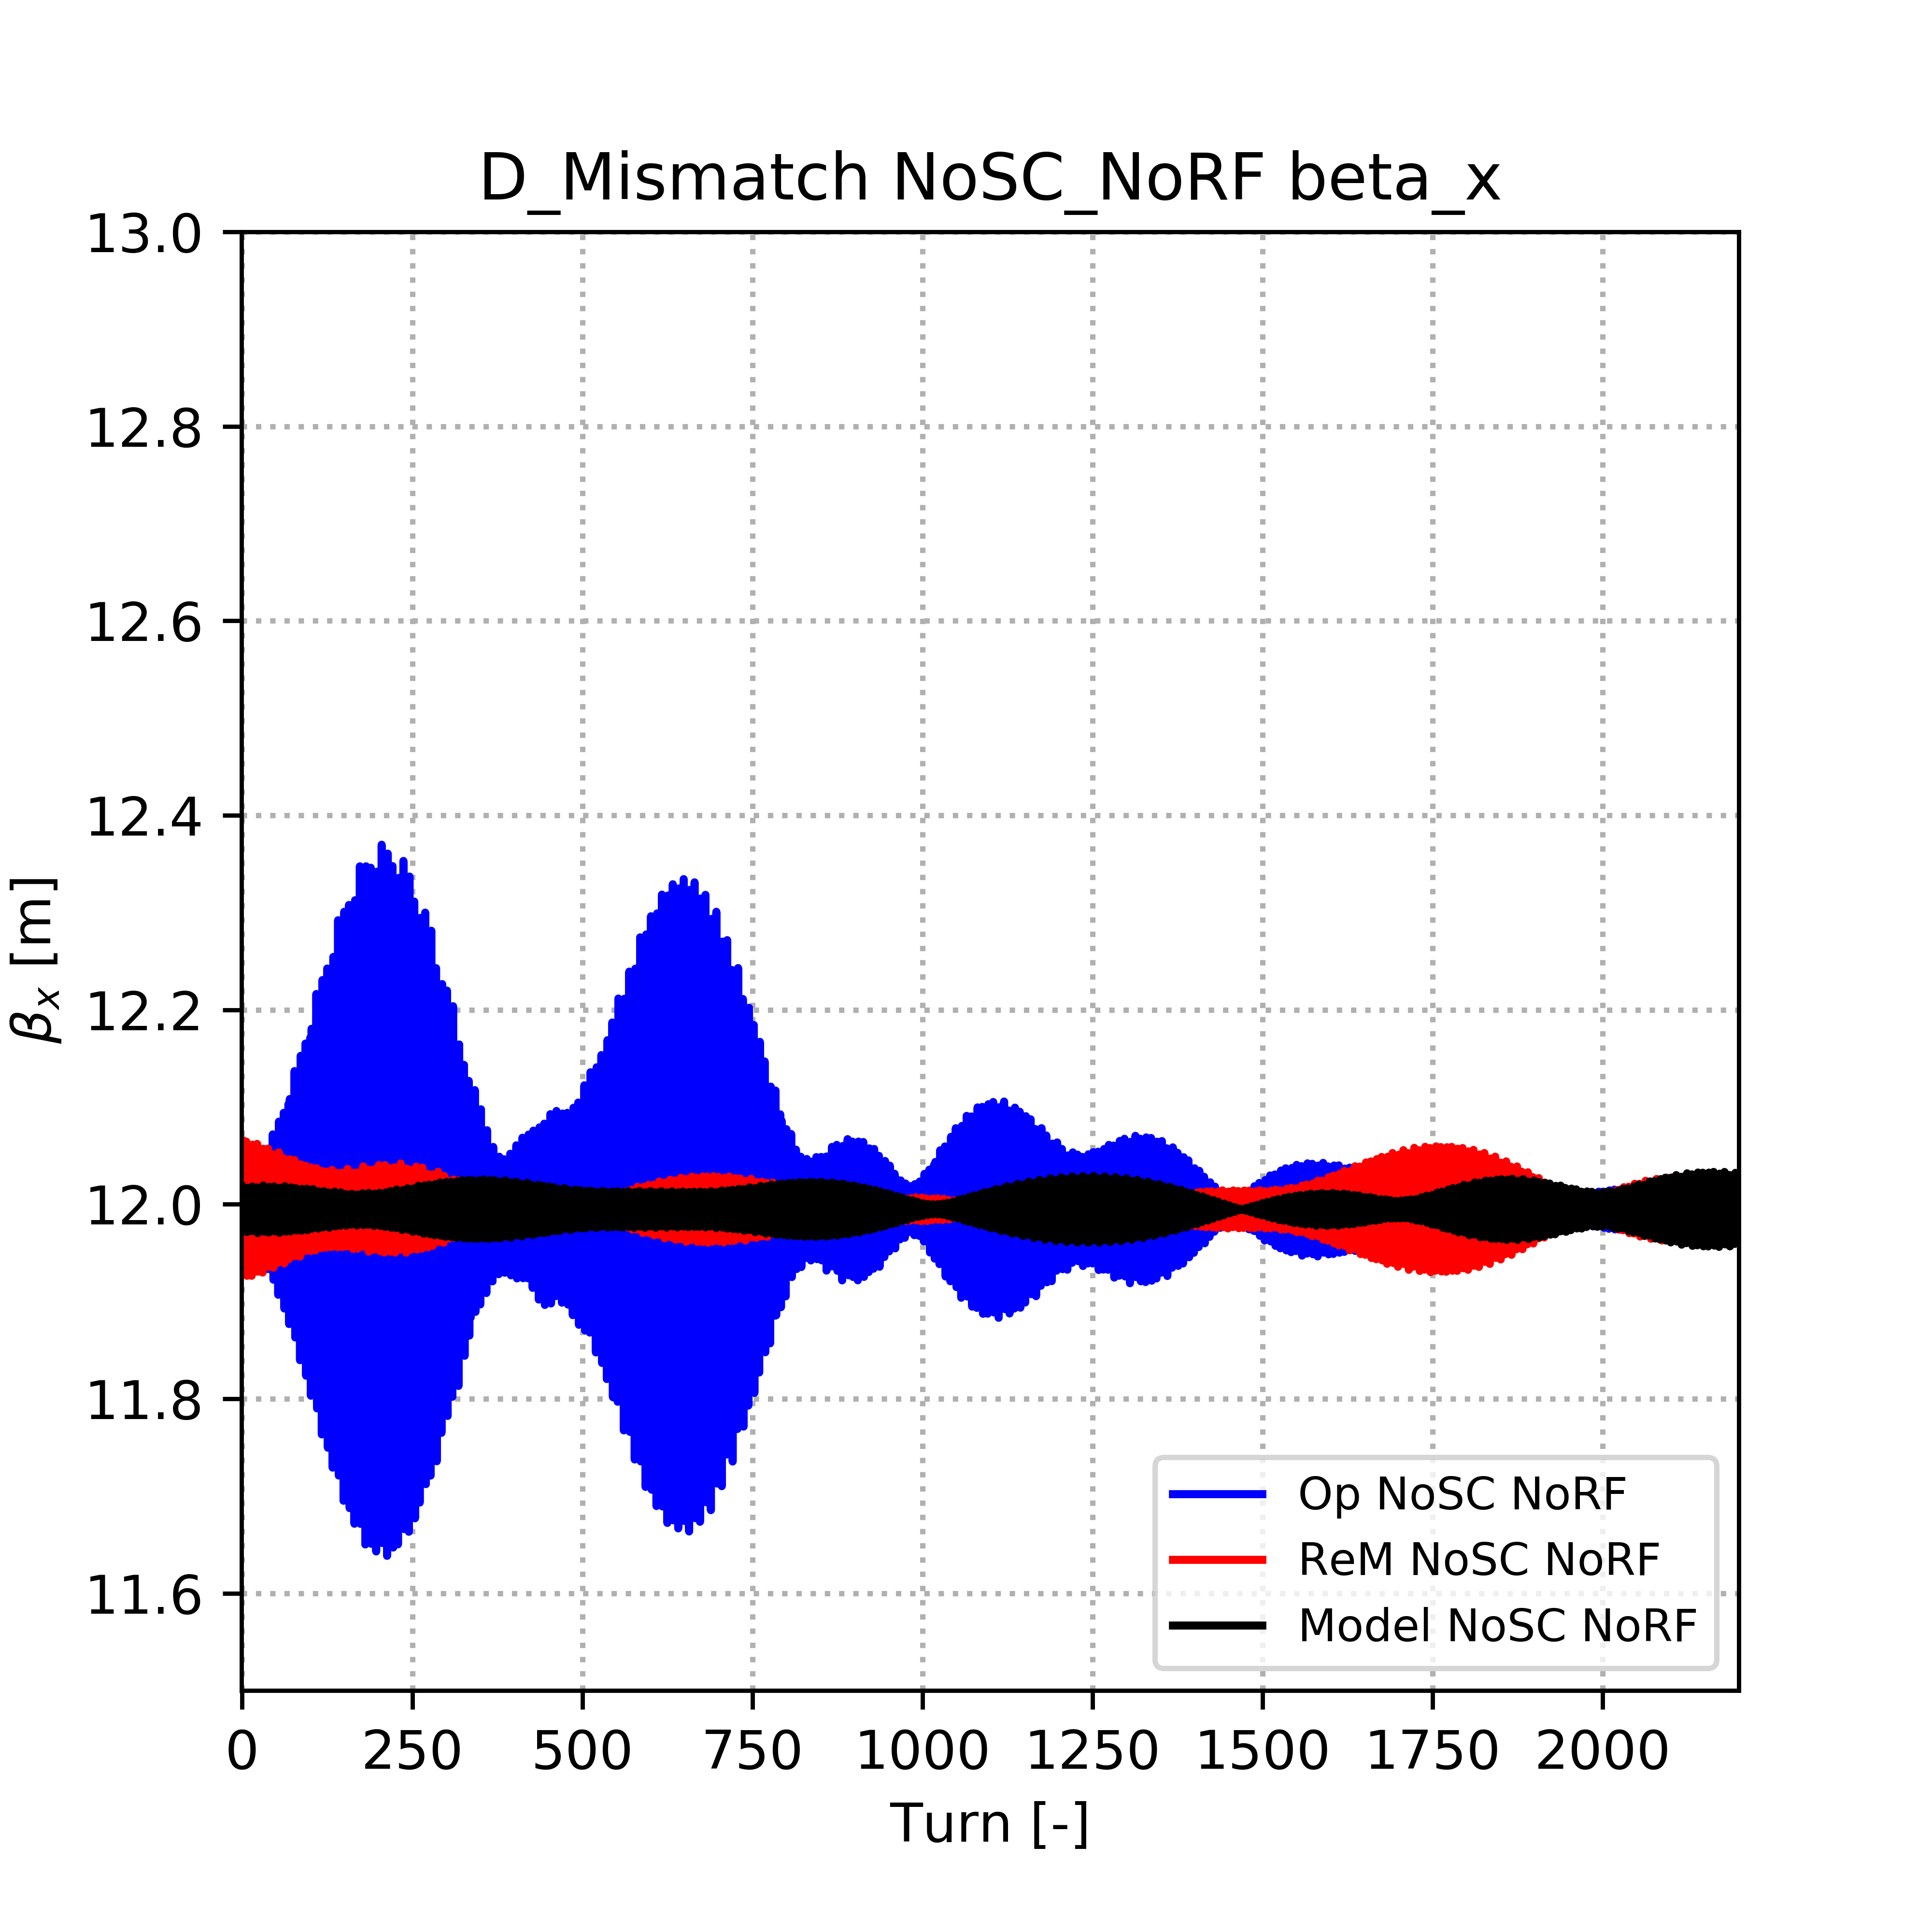 D_Mismatch NoSC_NoRF beta_x
13.0
12.8
12.6
12.4
12.2
12.0
11.8
11.6
βx [m]
Op NoSC NoRF
ReM NoSC NoRF
Model NoSC NoRF
0 250 500 750 1000 1250 1500 1750 2000
Turn [-]